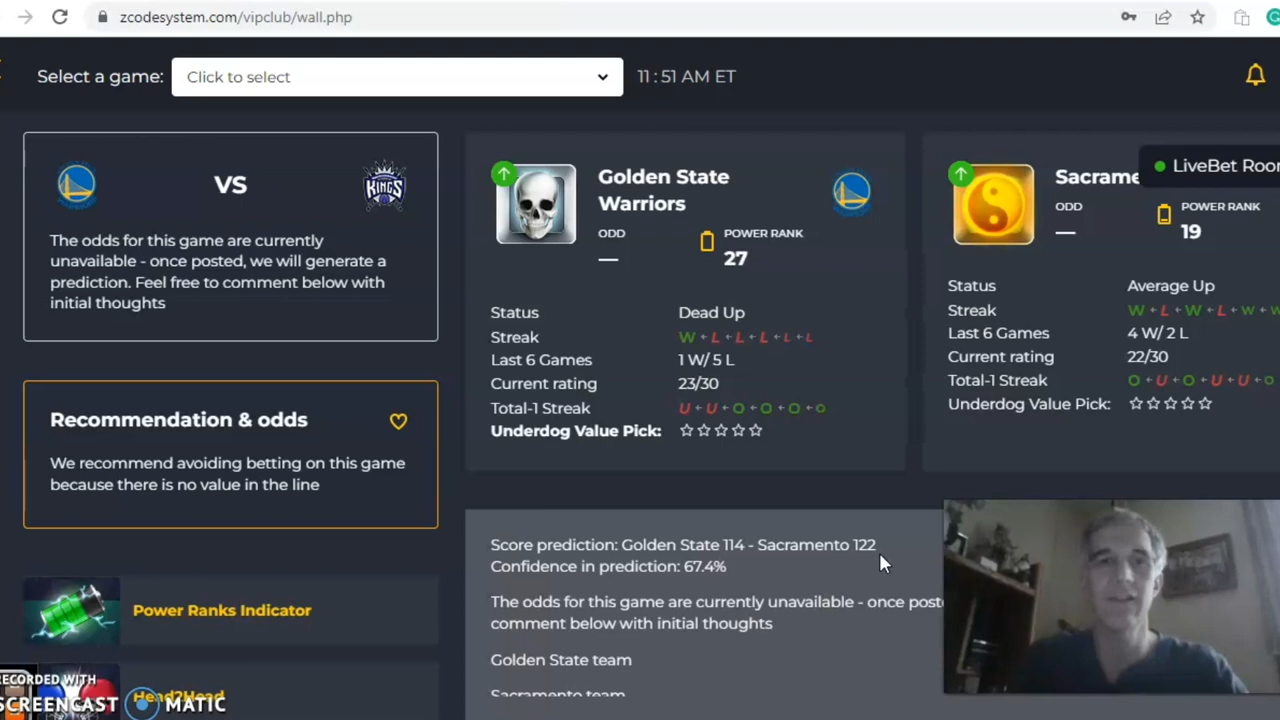 zcodesystem.com/vipclub/wall.php
Select a game: Click to select 11:51 AM ET
VS
KINGS
The odds for this game are currently
unavailable - once posted, we will generate a
prediction. Feel free to comment below with
initial thoughts
Recommendation & odds
We recommend avoiding betting on this game
because there is no value in the line
Power Ranks Indicator
Head2Head
RECORDED WITH
SCREENCAST MATIC
Golden State
Warriors
ODD
—
POWER RANK
27
Status Dead Up
Streak W L L L L L
Last 6 Games 1 W/ 5 L
Current rating 23/30
Total-1 Streak U U O O O O
Underdog Value Pick:
Sacrame
LiveBet Roor
ODD
—
POWER RANK
19
Status Average Up
Streak W L W L W W
Last 6 Games 4 W/ 2 L
Current rating 22/30
Total-1 Streak O U O U U O
Underdog Value Pick:
Score prediction: Golden State 114 - Sacramento 122
Confidence in prediction: 67.4%
The odds for this game are currently unavailable - once poste
comment below with initial thoughts
Golden State team
Sacramento team